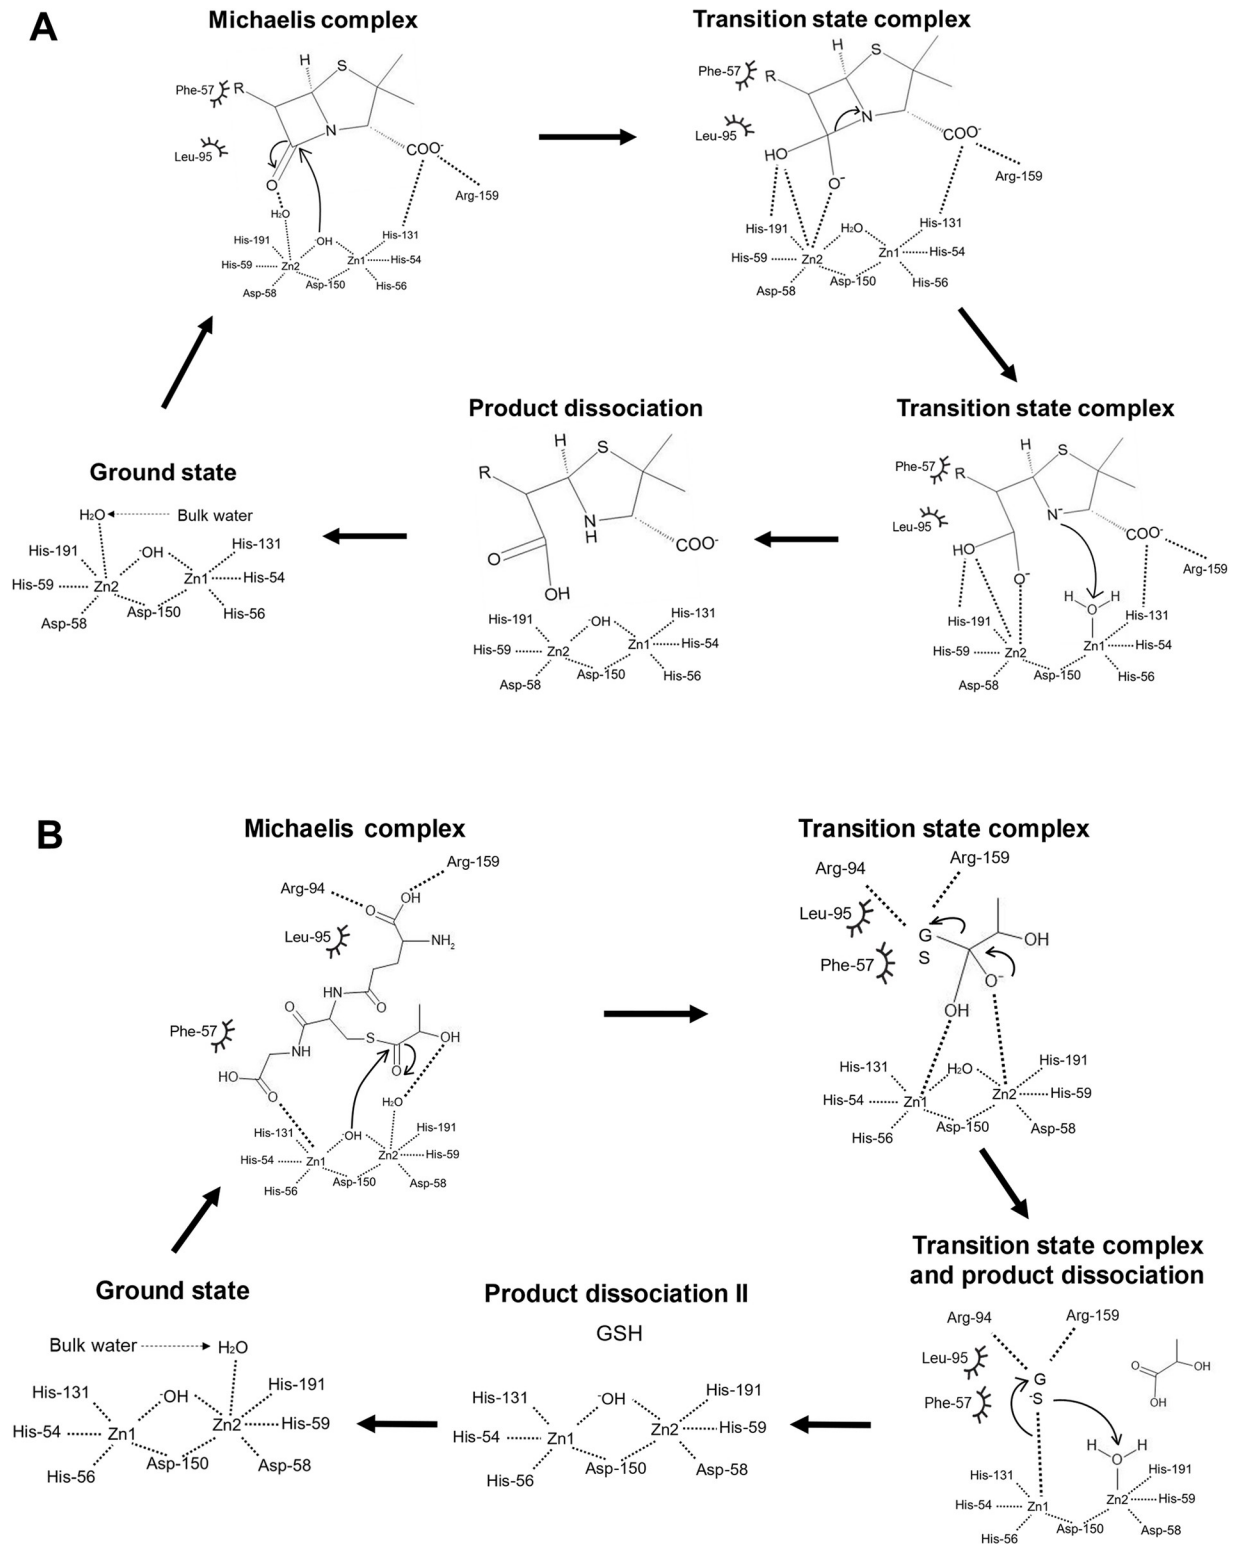 A
Michaelis complex
H
S
Phe-57
R
N
Leu-95
COO-
O
Arg-159
H₂O
His-191
-OH
His-131
His-59
Zn2
Zn1
His-54
Asp-58
Asp-150
His-56
Transition state complex
H
S
Phe-57
R
N
Leu-95
COO-
HO
O-
Arg-159
His-191
H₂O
His-131
His-59
Zn2
Zn1
His-54
Asp-58
Asp-150
His-56
Transition state complex
H
S
Phe-57
R
N-
Leu-95
COO-
HO
O-
Arg-159
H
H
O
His-191
His-131
His-59
Zn2
Zn1
His-54
Asp-58
Asp-150
His-56
Product dissociation
H
S
R
N
H
O
COO-
OH
His-191
-OH
His-131
His-59
Zn2
Zn1
His-54
Asp-58
Asp-150
His-56
Ground state
H₂O
Bulk water
His-191
-OH
His-131
His-59
Zn2
Zn1
His-54
Asp-58
Asp-150
His-56
B
Michaelis complex
Arg-159
Arg-94
OH
O
Leu-95
NH₂
HN
O
O
Phe-57
S
OH
NH
O
HO
O
H₂O
His-131
-OH
His-191
His-54
Zn1
Zn2
His-59
His-56
Asp-150
Asp-58
Transition state complex
Arg-94
Arg-159
Leu-95
G
S
OH
Phe-57
O-
OH
His-131
H₂O
His-191
His-54
Zn1
Zn2
His-59
His-56
Asp-150
Asp-58
Transition state complex
and product dissociation
Arg-94
Arg-159
Leu-95
G
-S
Phe-57
O
OH
OH
H
H
O
His-131
His-191
His-54
Zn1
Zn2
His-59
His-56
Asp-150
Asp-58
Product dissociation II
GSH
His-131
-OH
His-191
His-54
Zn1
Zn2
His-59
His-56
Asp-150
Asp-58
Ground state
Bulk water
H₂O
His-131
-OH
His-191
His-54
Zn1
Zn2
His-59
His-56
Asp-150
Asp-58